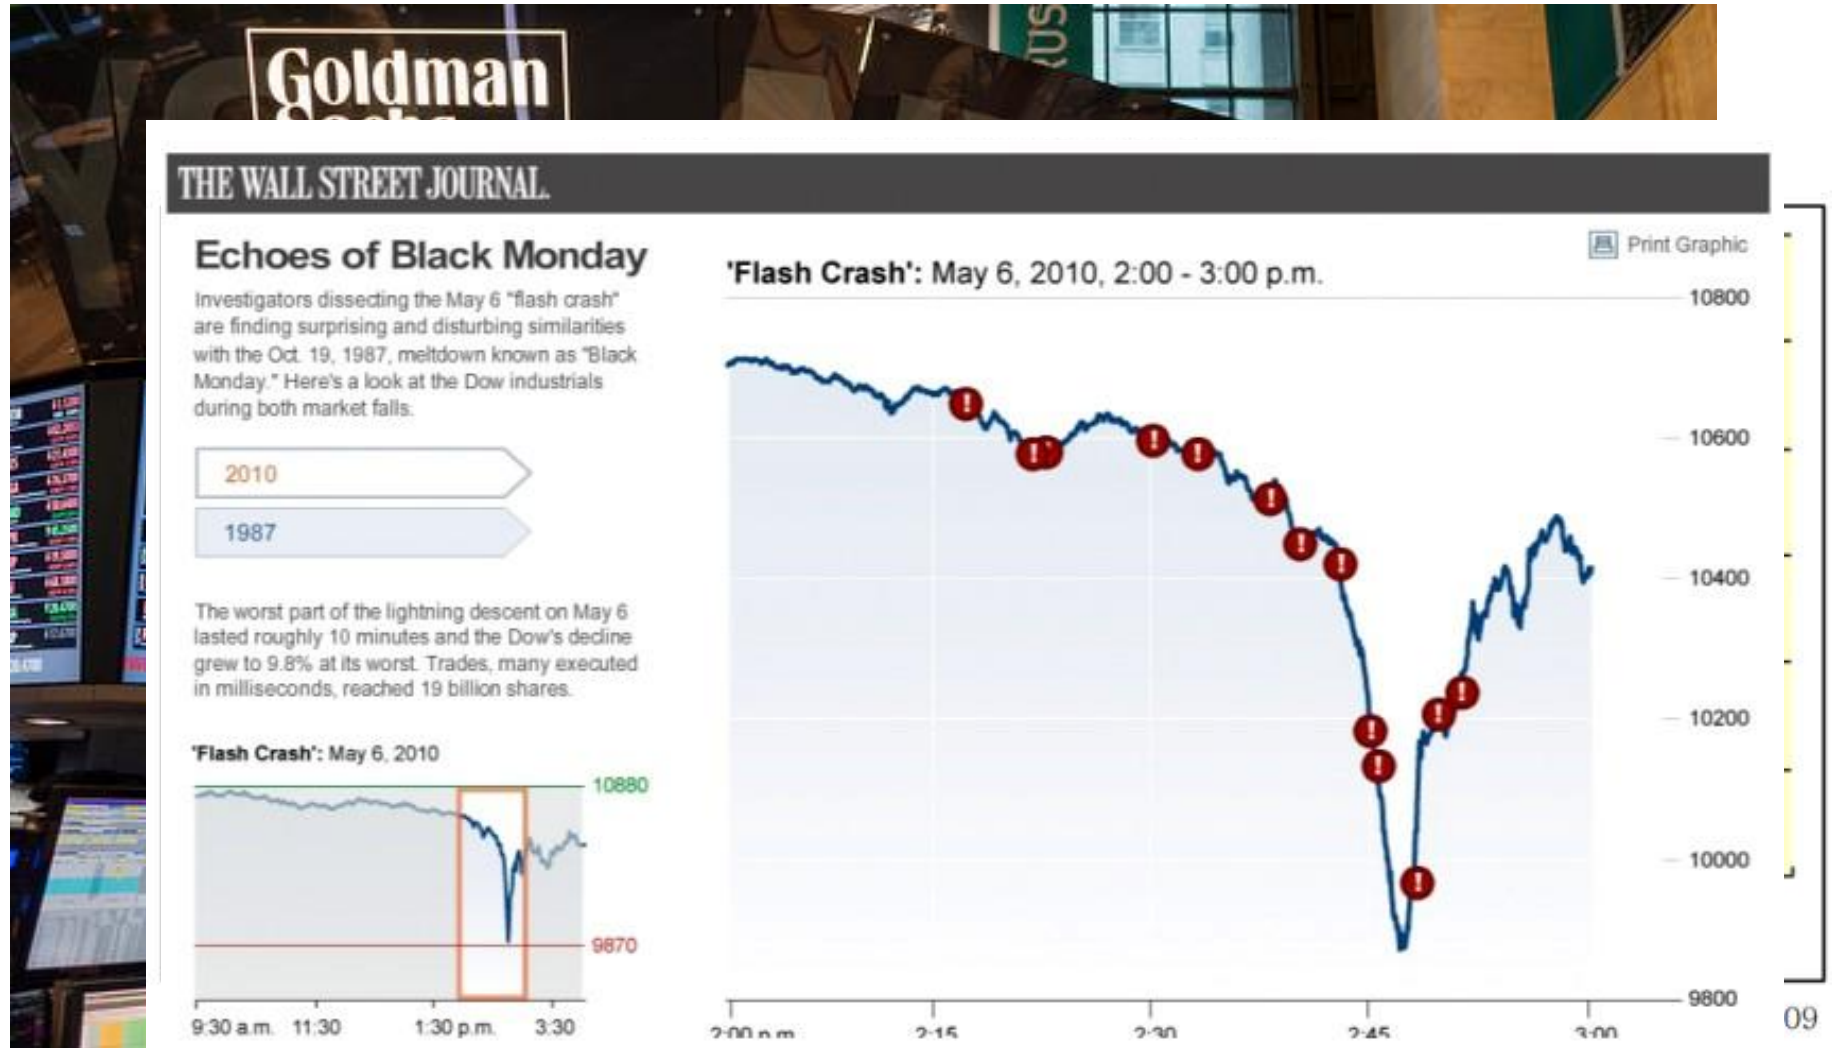 Goldman
RUS
THE WALL STREET JOURNAL.
Echoes of Black Monday
Investigators dissecting the May 6 "flash crash"
are finding surprising and disturbing similarities
with the Oct. 19, 1987, meltdown known as "Black
Monday." Here's a look at the Dow industrials
during both market falls.
2010
1987
The worst part of the lightning descent on May 6
lasted roughly 10 minutes and the Dow's decline
grew to 9.8% at its worst. Trades, many executed
in milliseconds, reached 19 billion shares.
'Flash Crash': May 6, 2010
10880
9870
9:30 a.m. 11:30 1:30 p.m. 3:30
Print Graphic
'Flash Crash': May 6, 2010, 2:00 - 3:00 p.m.
10800
10600
10400
10200
10000
9800
2:00 p.m. 2:15 2:30 2:45 3:00
09